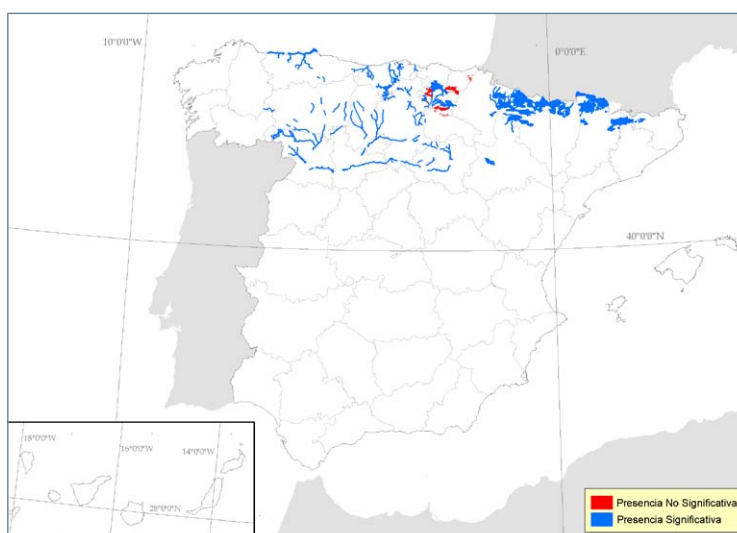 10°0'0"W
0°0'0"E
40°0'0"N
18°0'0"W
16°0'0"W
14°0'0"W
28°0'0"N
Presencia No Significativa
Presencia Significativa